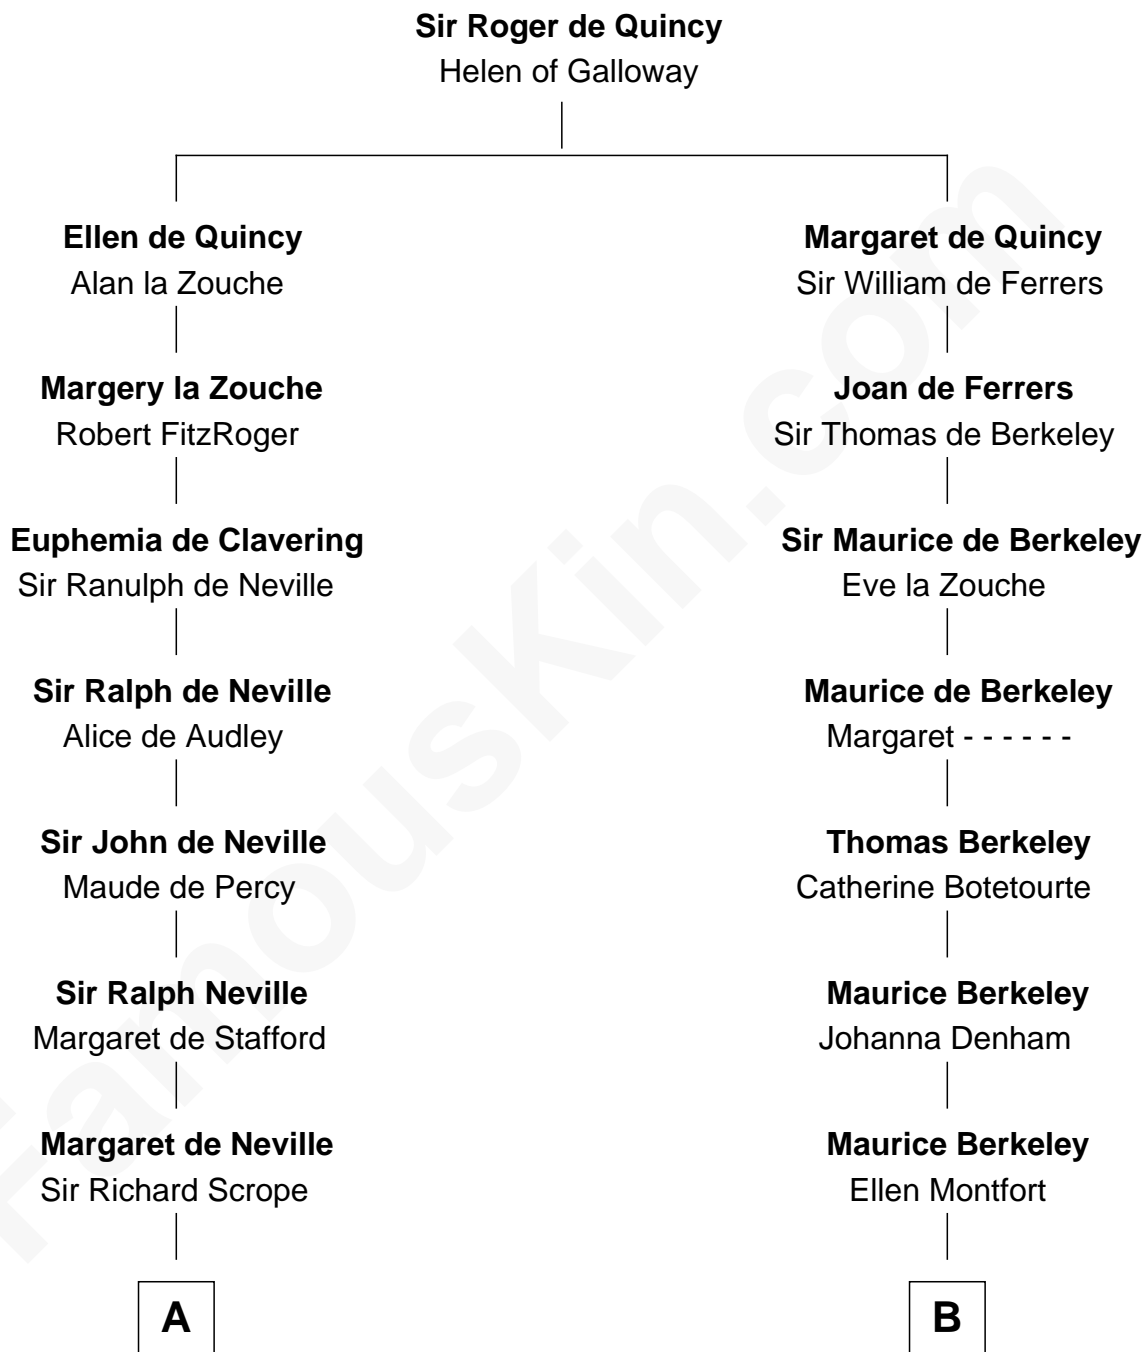 Sir Roger de Quincy
Helen of Galloway
Ellen de Quincy
Alan la Zouche
Margaret de Quincy
Sir William de Ferrers
Margery la Zouche
Robert FitzRoger
Joan de Ferrers
Sir Thomas de Berkeley
Euphemia de Clavering
Sir Ranulph de Neville
Sir Maurice de Berkeley
Eve la Zouche
Sir Ralph de Neville
Alice de Audley
Maurice de Berkeley
Margaret - - - - - -
Sir John de Neville
Maude de Percy
Thomas Berkeley
Catherine Botetourte
Sir Ralph Neville
Margaret de Stafford
Maurice Berkeley
Johanna Denham
Margaret de Neville
Sir Richard Scrope
Maurice Berkeley
Ellen Montfort
A
B
FamousKin.com